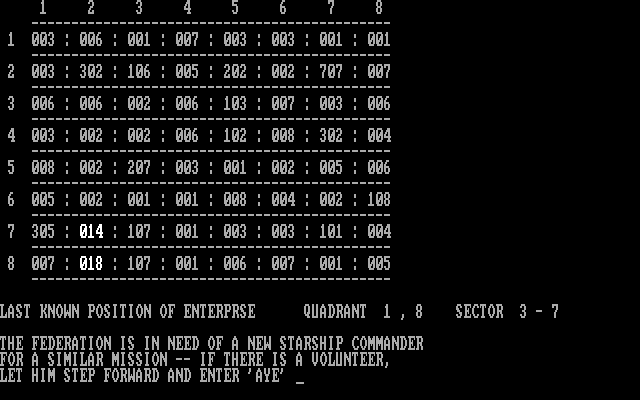 1 2 3 4 5 6 7 8
-----------------------------------------------
1 003 : 006 : 001 : 007 : 003 : 003 : 001 : 001
-----------------------------------------------
2 003 : 302 : 106 : 005 : 202 : 002 : 707 : 007
-----------------------------------------------
3 006 : 006 : 002 : 006 : 103 : 007 : 003 : 006
-----------------------------------------------
4 003 : 002 : 002 : 006 : 102 : 008 : 302 : 004
-----------------------------------------------
5 008 : 002 : 207 : 003 : 001 : 002 : 005 : 006
-----------------------------------------------
6 005 : 002 : 001 : 001 : 008 : 004 : 002 : 108
-----------------------------------------------
7 305 : 014 : 107 : 001 : 003 : 003 : 101 : 004
-----------------------------------------------
8 007 : 018 : 107 : 001 : 006 : 007 : 001 : 005
-----------------------------------------------
LAST KNOWN POSITION OF ENTERPRSE QUADRANT 1 , 8 SECTOR 3 - 7
THE FEDERATION IS IN NEED OF A NEW STARSHIP COMMANDER
FOR A SIMILAR MISSION -- IF THERE IS A VOLUNTEER,
LET HIM STEP FORWARD AND ENTER 'AYE' _